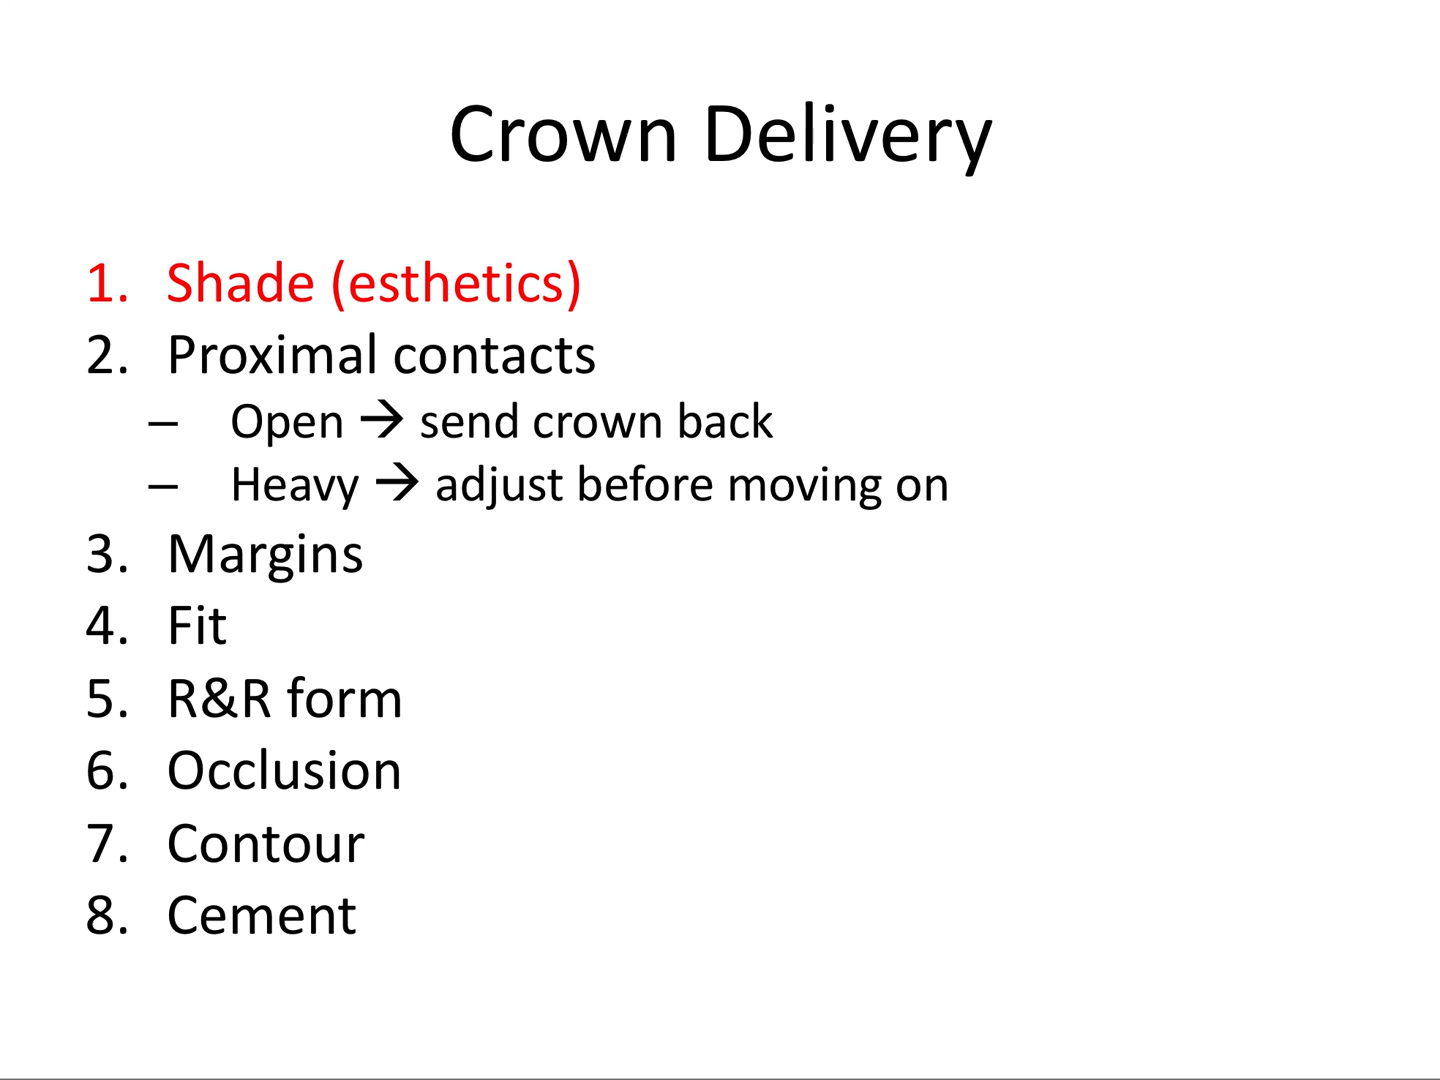 Crown Delivery
1. Shade (esthetics)
2. Proximal contacts
– Open → send crown back
– Heavy → adjust before moving on
3. Margins
4. Fit
5. R&R form
6. Occlusion
7. Contour
8. Cement